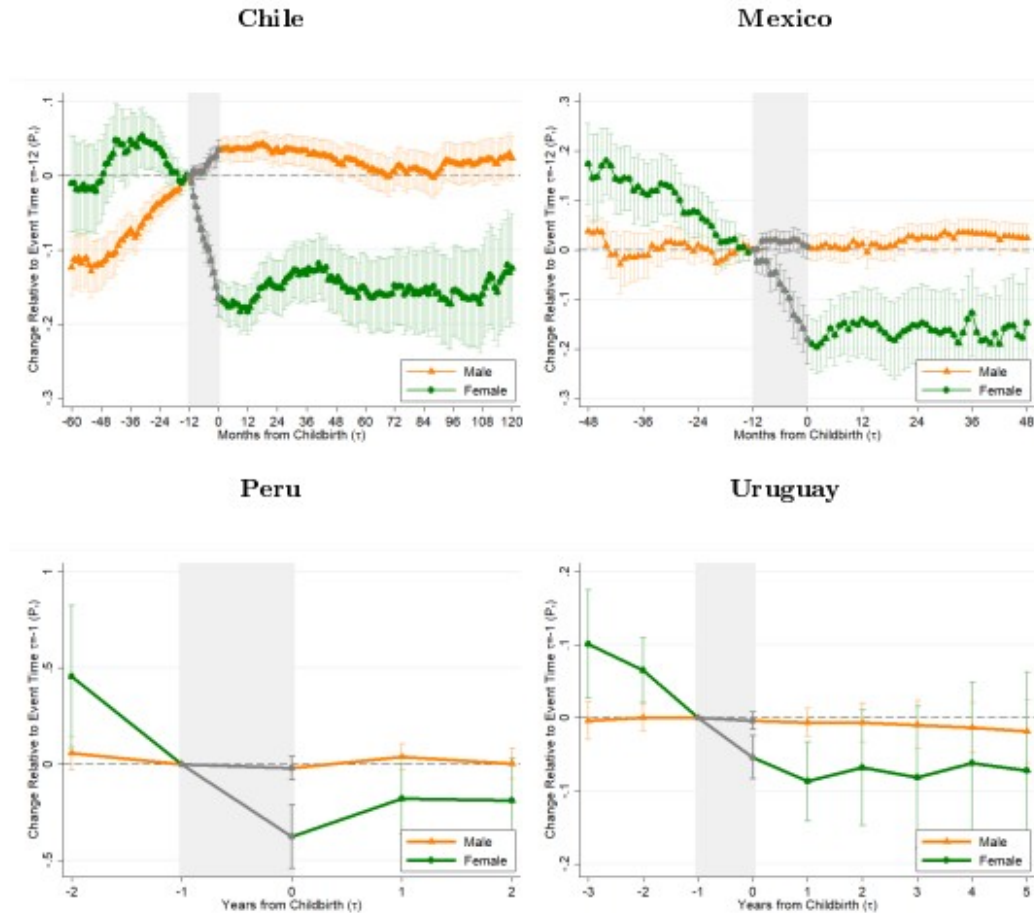 Chile
Change Relative to Event Time τ=-12 (Pₜ)
.1
0
-.1
-.2
-.3
-60 -48 -36 -24 -12 0 12 24 36 48 60 72 84 96 108 120
Months from Childbirth (τ)
Male
Female
Mexico
Change Relative to Event Time τ=-12 (Pₜ)
.3
.2
.1
.0
-.1
-.2
-.3
-48 -36 -24 -12 0 12 24 36 48
Months from Childbirth (τ)
Male
Female
Peru
Change Relative to Event Time τ=-1 (Pₜ)
1
.5
0
-.5
-2 -1 0 1 2
Years from Childbirth (τ)
Male
Female
Uruguay
Change Relative to Event Time τ=-1 (Pₜ)
.2
.1
0
-.1
-.2
-3 -2 -1 0 1 2 3 4 5
Years from Childbirth (τ)
Male
Female